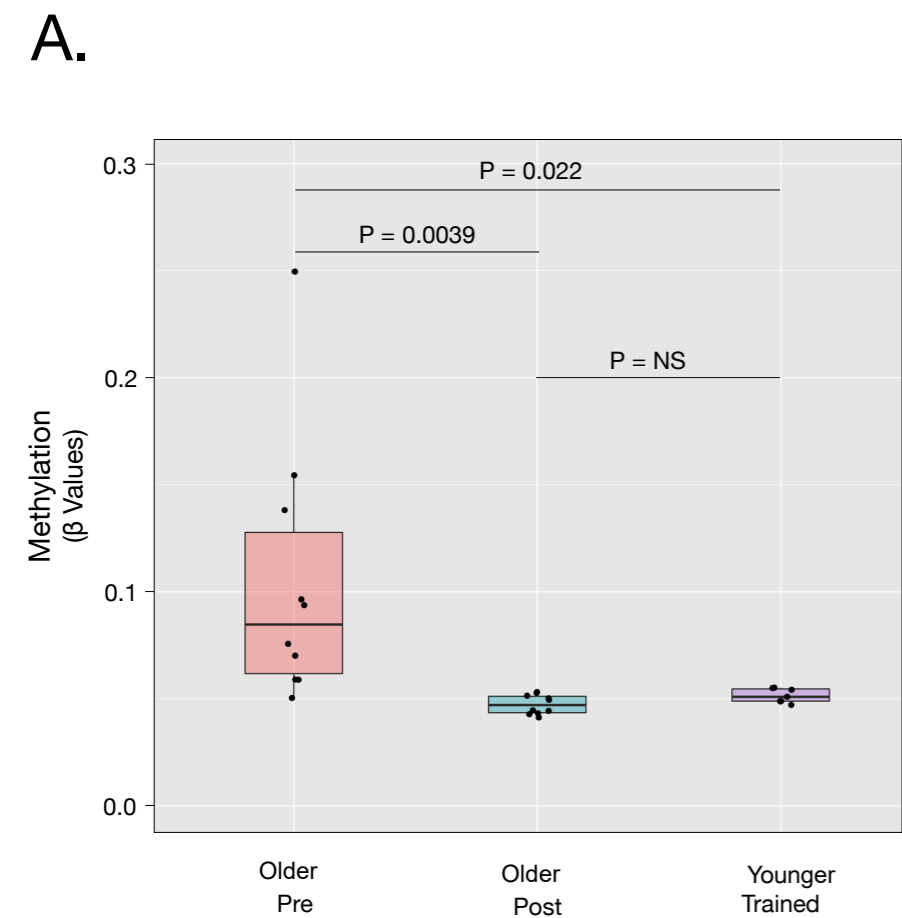 A.
0.3
0.2
0.1
0.0
Methylation
(β Values)
P = 0.022
P = 0.0039
P = NS
Older
Pre
Older
Post
Younger
Trained